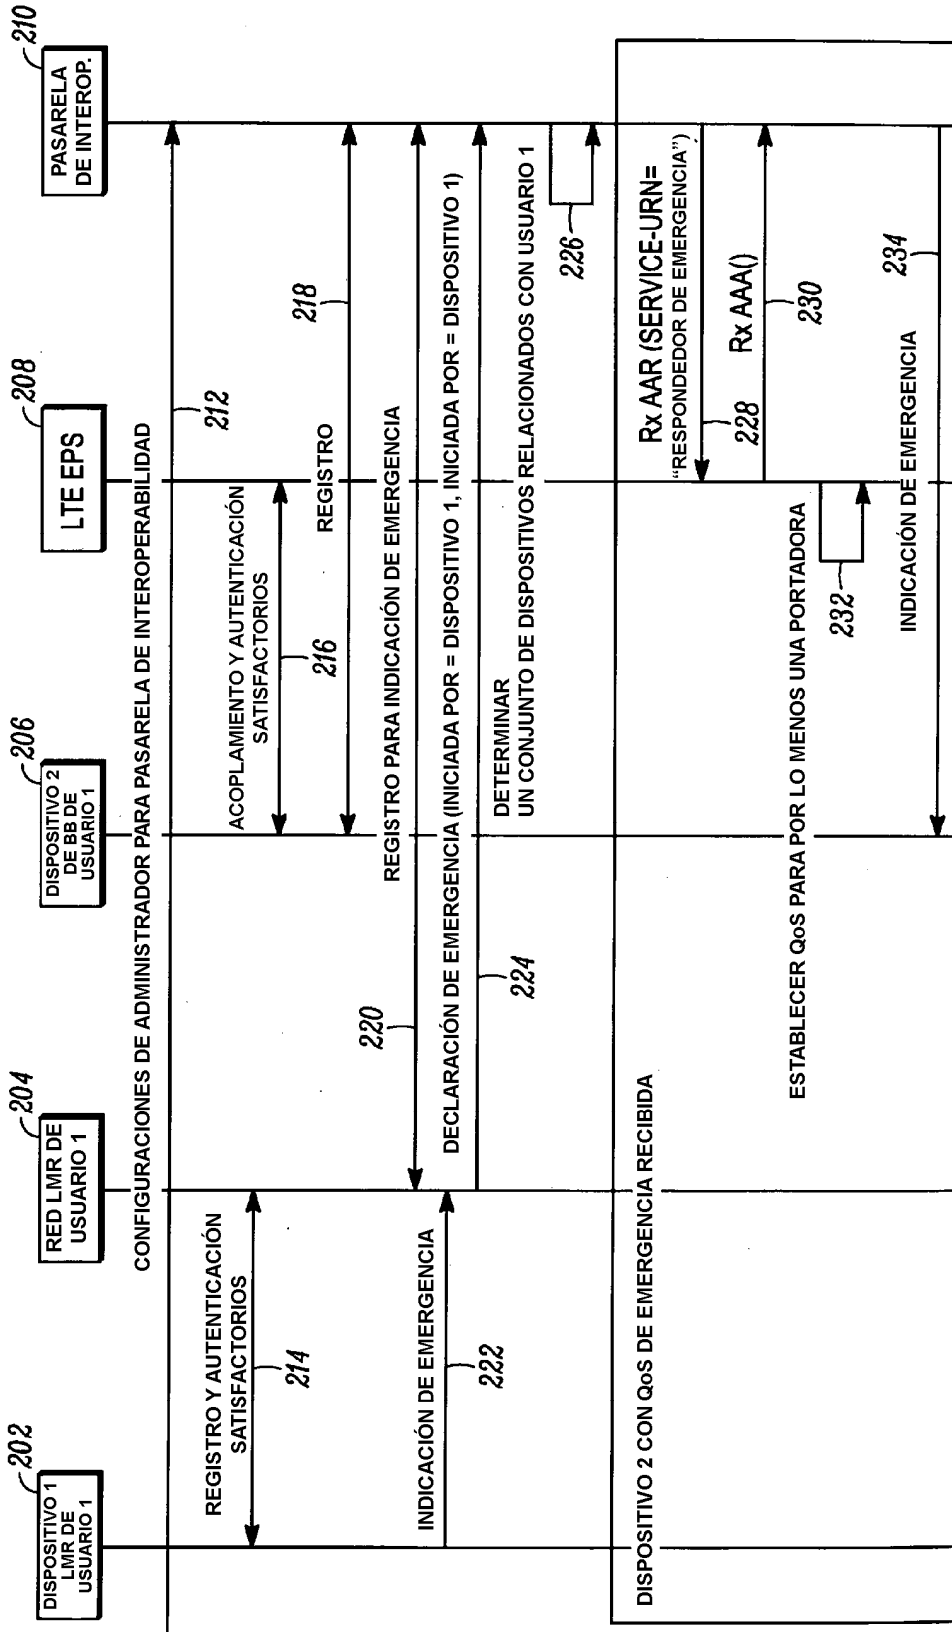 202
DISPOSITIVO 1
LMR DE
USUARIO 1
204
RED LMR DE
USUARIO 1
206
DISPOSITIVO 2
DE BB DE
USUARIO 1
208
LTE EPS
210
PASARELA
DE INTEROP.
CONFIGURACIONES DE ADMINISTRADOR PARA PASARELA DE INTEROPERABILIDAD
212
REGISTRO Y AUTENTICACIÓN
SATISFACTORIOS
214
ACOPLAMIENTO Y AUTENTICACIÓN
SATISFACTORIOS
216
REGISTRO
218
REGISTRO PARA INDICACIÓN DE EMERGENCIA
220
INDICACIÓN DE EMERGENCIA
222
DECLARACIÓN DE EMERGENCIA (INICIADA POR = DISPOSITIVO 1, INICIADA POR = DISPOSITIVO 1)
224
DETERMINAR
UN CONJUNTO DE DISPOSITIVOS RELACIONADOS CON USUARIO 1
226
DISPOSITIVO 2 CON QoS DE EMERGENCIA RECIBIDA
Rx AAR (SERVICE-URN=
“RESPONDEDOR DE EMERGENCIA”)
228
Rx AAA()
230
ESTABLECER QoS PARA POR LO MENOS UNA PORTADORA
232
INDICACIÓN DE EMERGENCIA
234